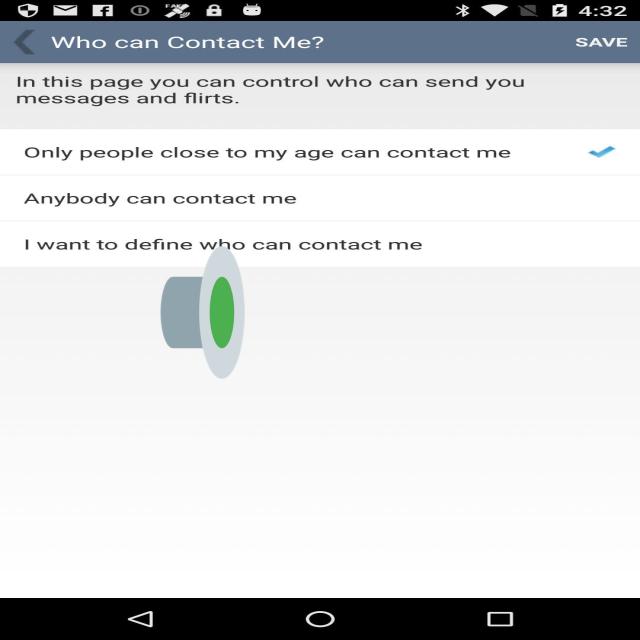 4:32
Who can Contact Me?
SAVE
In this page you can control who can send you
messages and flirts.
Only people close to my age can contact me
Anybody can contact me
I want to define who can contact me